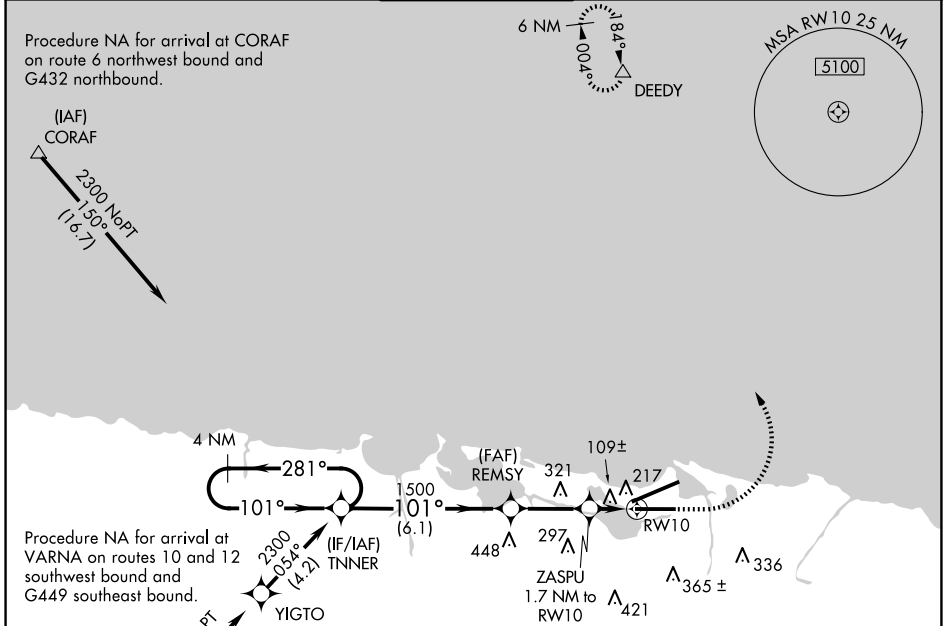 Procedure NA for arrival at CORAF
on route 6 northwest bound and
G432 northbound.
6 NM
184°
004°
DEEDY
MSA RW10 25 NM
5100
(IAF)
CORAF
2300 NoPT
150°
(16.7)
4 NM
281°
101°
(IF/IAF)
TNNER
1500
101°
(6.1)
(FAF)
REMSY
321
109±
217
RW10
448
297
ZASPU
1.7 NM to
RW10
336
365 ±
421
Procedure NA for arrival at
VARNA on routes 10 and 12
southwest bound and
G449 southeast bound.
2300
054°
(4.2)
YIGTO
PT